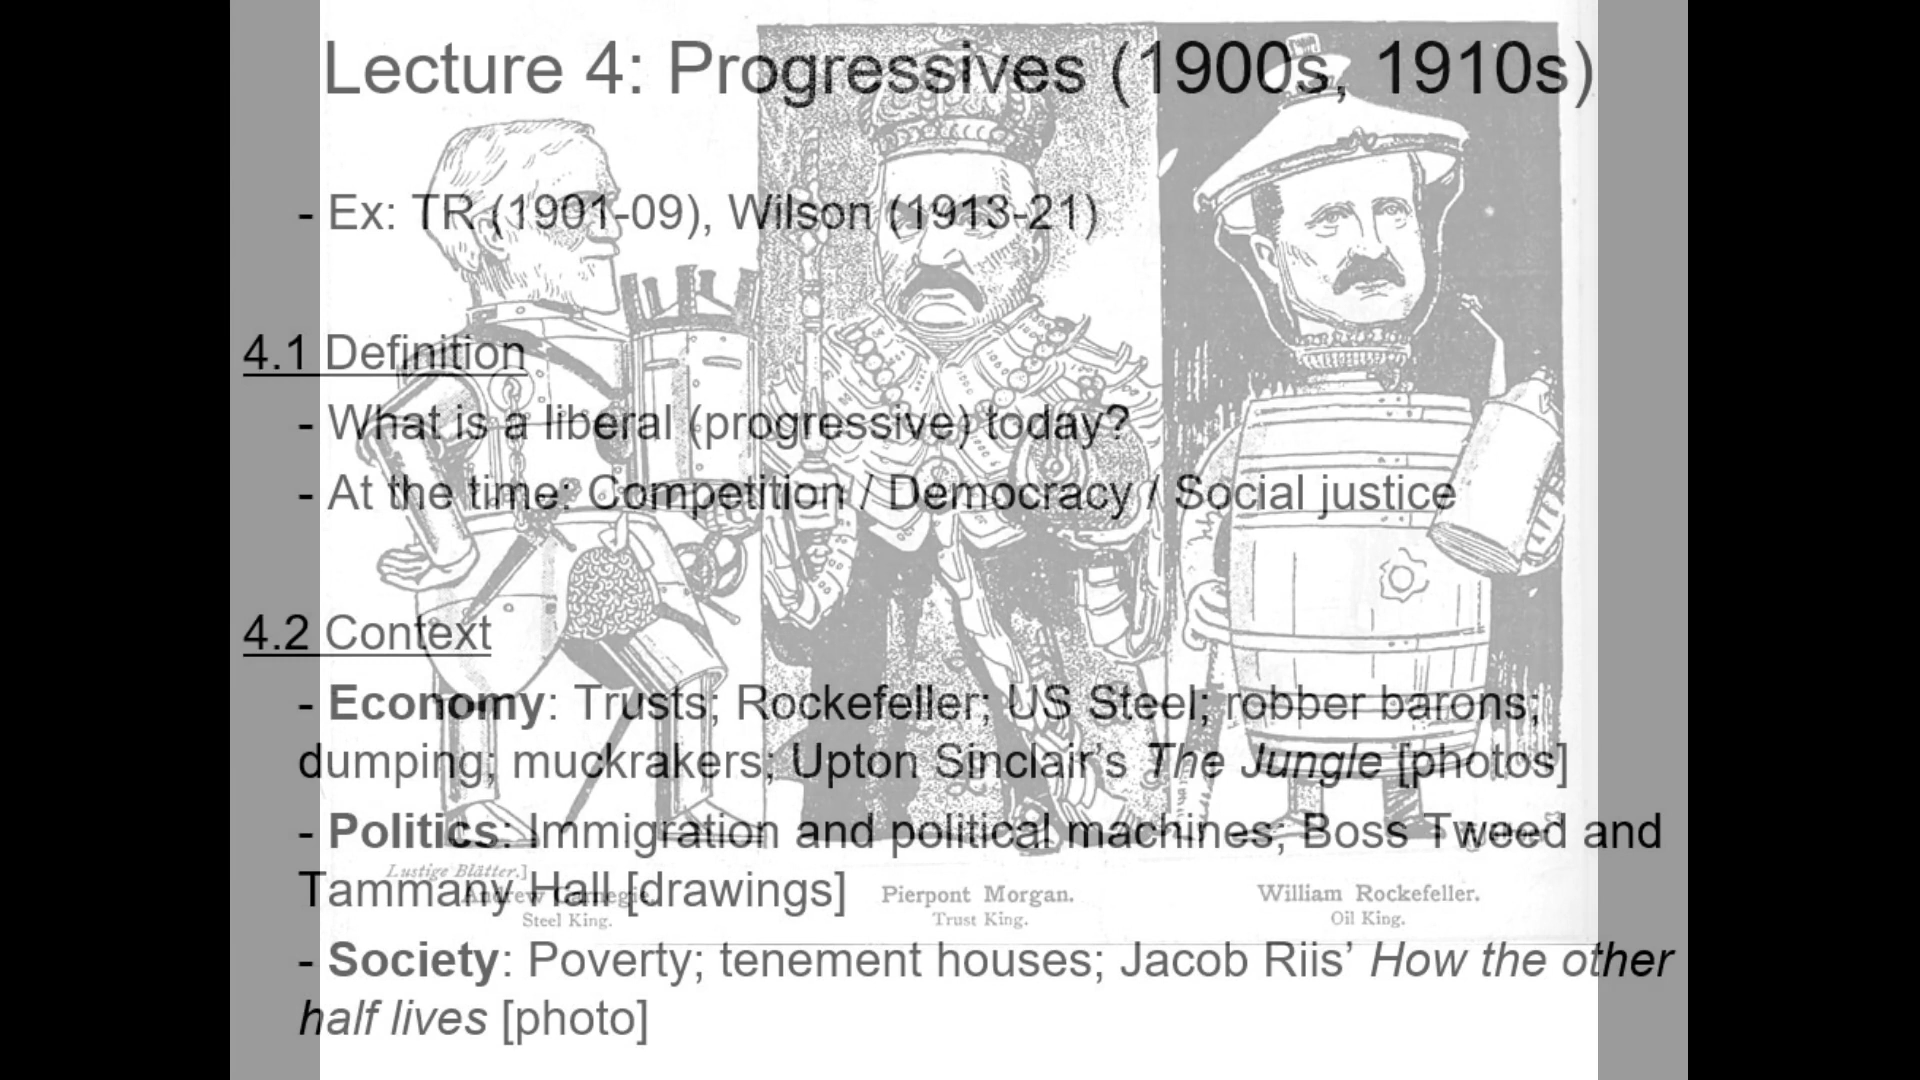 Lecture 4: Progressives (1900s, 1910s)
- Ex: TR (1901-09), Wilson (1913-21)
4.1 Definition
- What is a liberal (progressive) today?
- At the time: Competition / Democracy / Social justice
4.2 Context
- Economy: Trusts; Rockefeller; US Steel; robber barons;
dumping; muckrakers; Upton Sinclair’s The Jungle [photos]
- Politics: Immigration and political machines; Boss Tweed and
Tammany Hall [drawings]
- Society: Poverty; tenement houses; Jacob Riis’ How the other
half lives [photo]
Lustige Blätter.]
Andrew Carnegie.
Steel King.
Pierpont Morgan.
Trust King.
William Rockefeller.
Oil King.